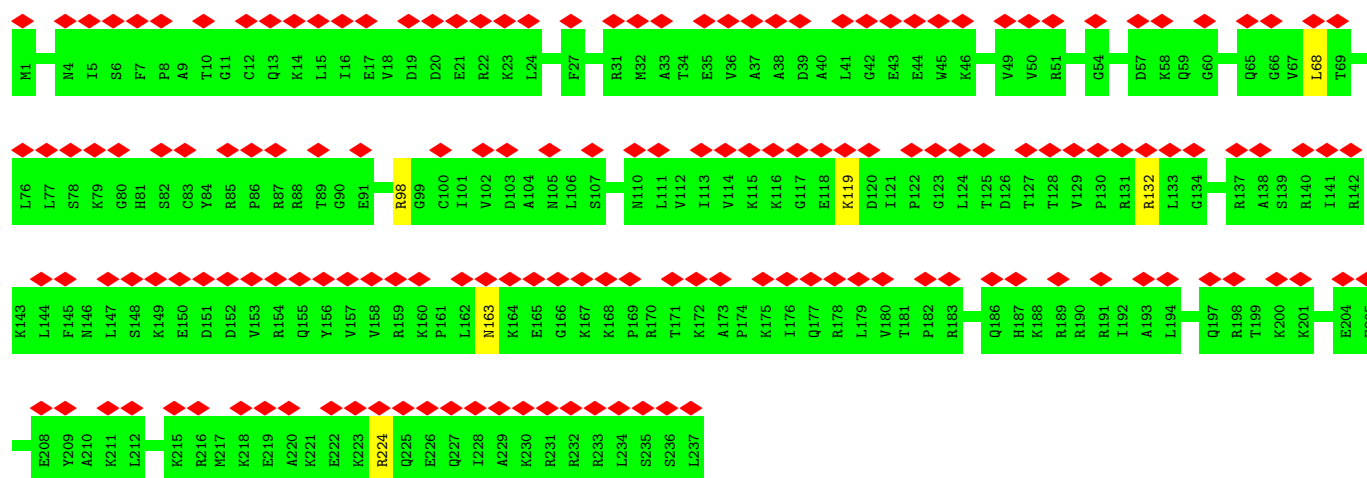 M1 N4 I5 S6 F7 P8 A9 T10 G11 C12 Q13 K14 L15 I16 E17 V18 D19 D20 E21 R22 K23 L24 F27 R31 M32 A33 T34 E35 V36 A37 A38 D39 A40 L41 G42 E43 E44 W45 K46 V49 V50 R51 G54 D57 K58 Q59 G60 Q65 G66 V67 L68 T69
L76 L77 S78 K79 G80 H81 S82 C83 Y84 R85 P86 R87 R88 T89 G90 E91 R98 G99 C100 I101 V102 D103 A104 N105 L106 S107 N110 L111 V112 I113 V114 K115 K116 G117 E118 K119 D120 I121 P122 G123 L124 T125 D126 T127 T128 V129 P130 R131 R132 L133 G134 R137 A138 S139 R140 I141 R142
K143 L144 F145 N146 L147 S148 K149 E150 D151 D152 V153 R154 Q155 Y156 V157 V158 R159 K160 P161 L162 N163 K164 E165 G166 K167 K168 P169 R170 T171 K172 A173 P174 K175 I176 Q177 R178 L179 V180 T181 P182 R183 Q186 H187 K188 R189 R190 R191 I192 A193 L194 Q197 R198 T199 K200 K201 E204
E208 Y209 A210 K211 L212 K215 R216 M217 K218 E219 A220 K221 E222 K223 R224 Q225 E226 Q227 I228 A229 K230 R231 R232 R233 L234 S235 S236 L237